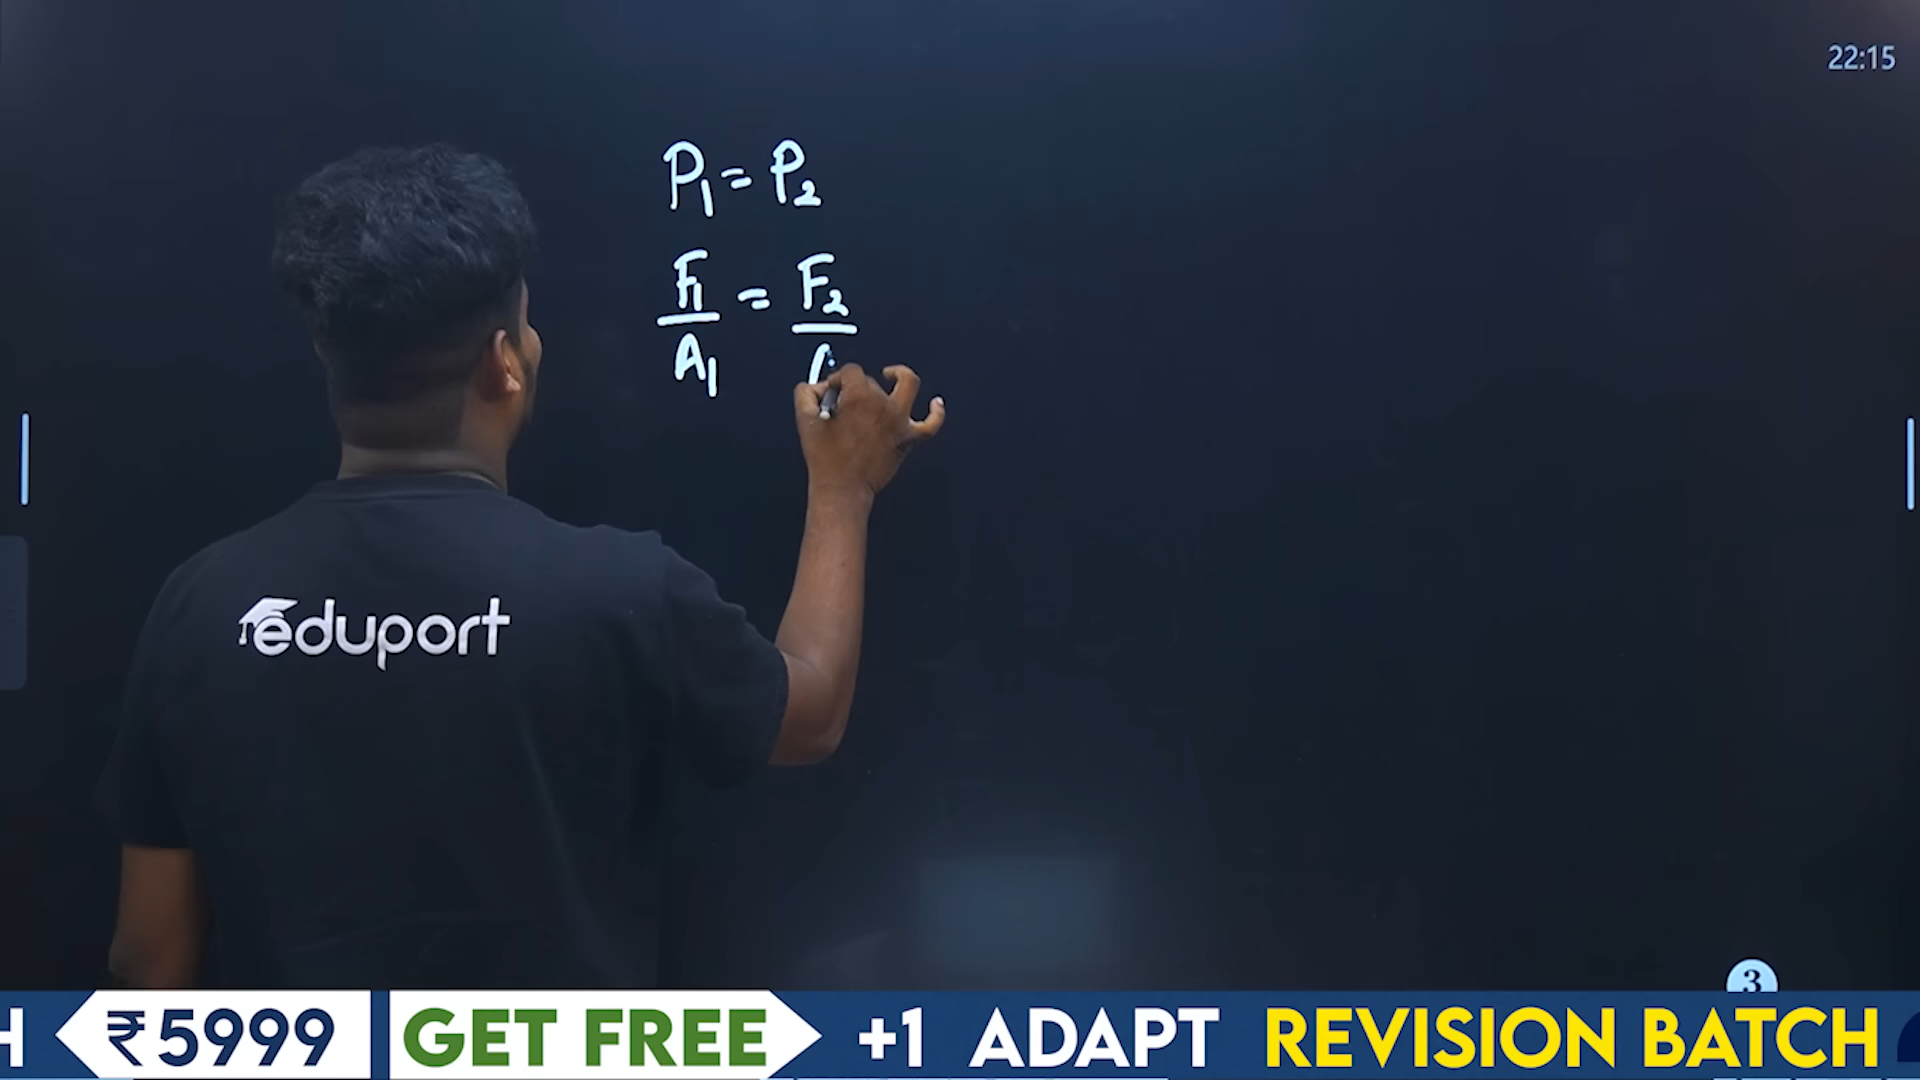 22:15
P₁ = P₂
F₁/A₁ = F₂/
eduport
3
₹5999 GET FREE +1 ADAPT REVISION BATCH